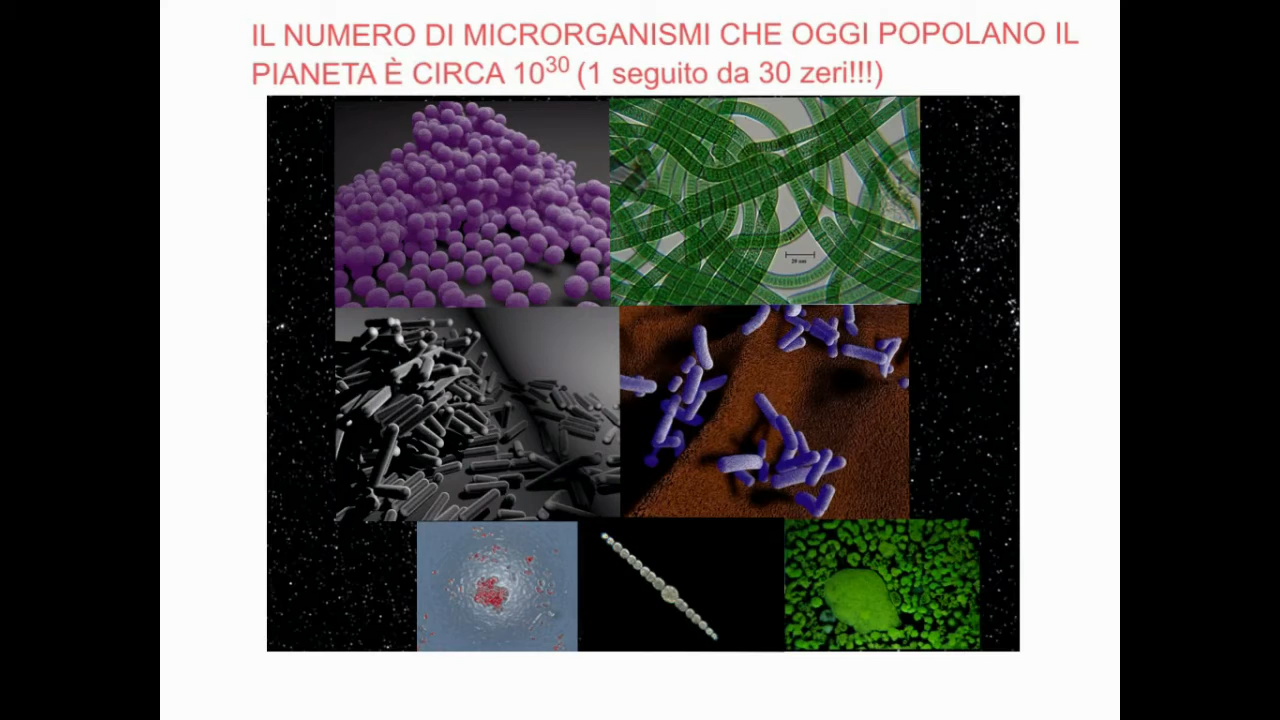 IL NUMERO DI MICRORGANISMI CHE OGGI POPOLANO IL
PIANETA È CIRCA 10³⁰ (1 seguito da 30 zeri!!!)